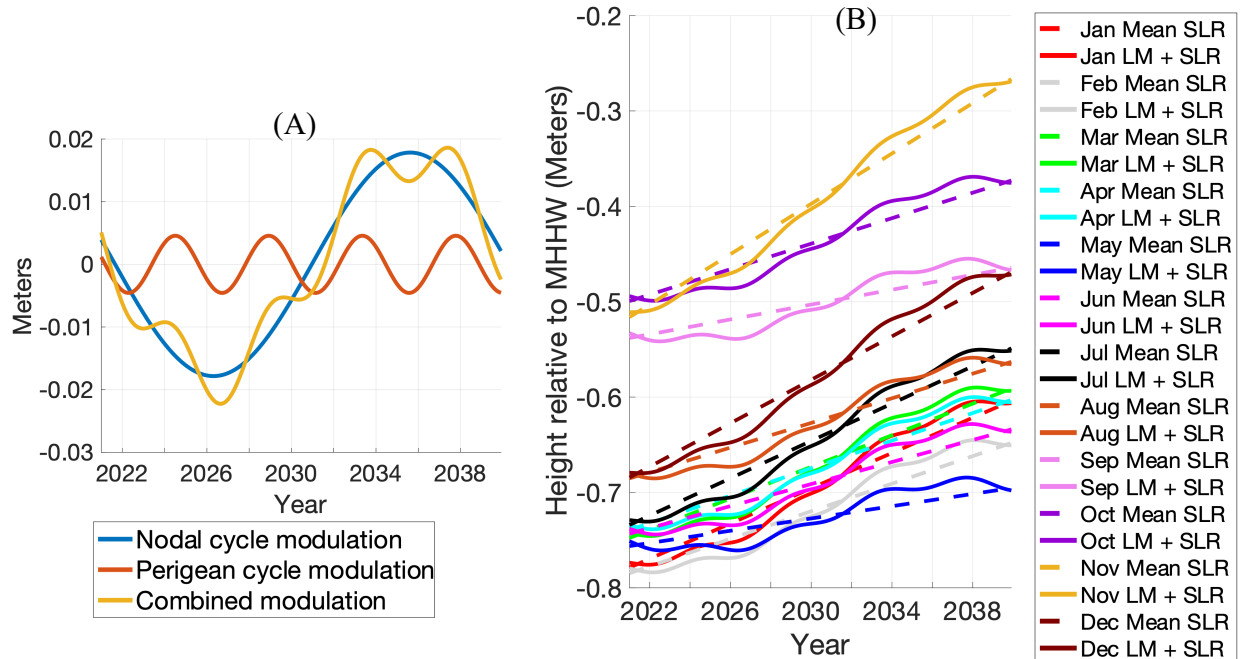 (A)
0.02
0.01
0
-0.01
-0.02
-0.03
Meters
2022 2026 2030 2034 2038
Year
Nodal cycle modulation
Perigean cycle modulation
Combined modulation
(B)
-0.2
-0.3
-0.4
-0.5
-0.6
-0.7
-0.8
Height relative to MHHW (Meters)
2022 2026 2030 2034 2038
Year
Jan Mean SLR
Jan LM + SLR
Feb Mean SLR
Feb LM + SLR
Mar Mean SLR
Mar LM + SLR
Apr Mean SLR
Apr LM + SLR
May Mean SLR
May LM + SLR
Jun Mean SLR
Jun LM + SLR
Jul Mean SLR
Jul LM + SLR
Aug Mean SLR
Aug LM + SLR
Sep Mean SLR
Sep LM + SLR
Oct Mean SLR
Oct LM + SLR
Nov Mean SLR
Nov LM + SLR
Dec Mean SLR
Dec LM + SLR